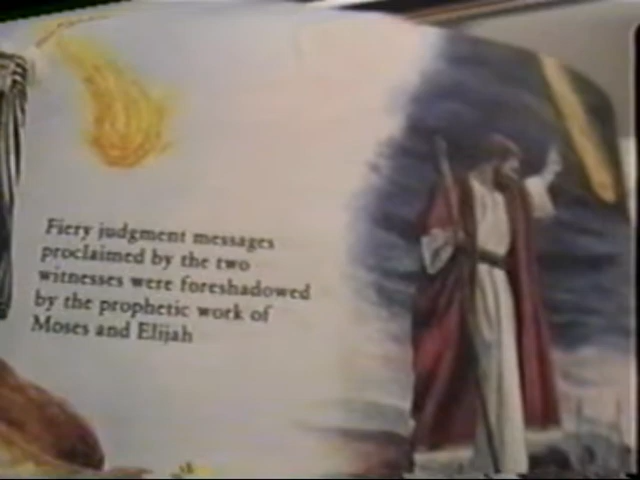 Fiery judgment messages
proclaimed by the two
witnesses were foreshadowed
by the prophetic work of
Moses and Elijah